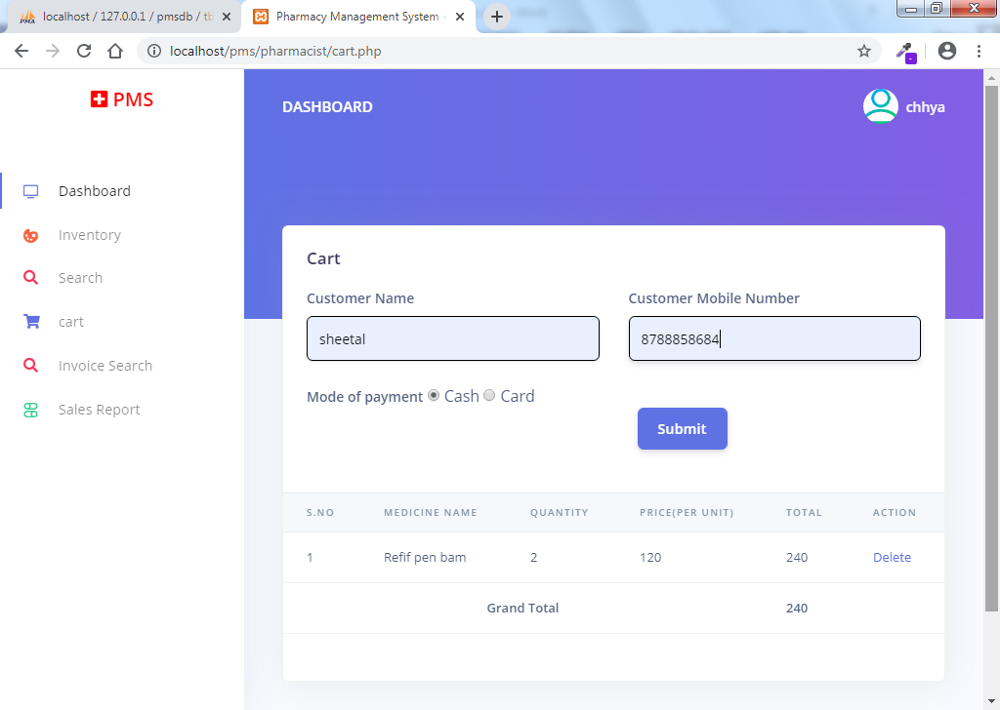 localhost / 127.0.0.1 / pmsdb / tb
Pharmacy Management System -
localhost/pms/pharmacist/cart.php
PMS
DASHBOARD
chhya
Dashboard
Inventory
Search
cart
Invoice Search
Sales Report
Cart
Customer Name
Customer Mobile Number
sheetal
8788858684
Mode of payment Cash Card
Submit
S.NO MEDICINE NAME QUANTITY PRICE(PER UNIT) TOTAL ACTION
1 Refif pen bam 2 120 240 Delete
Grand Total 240